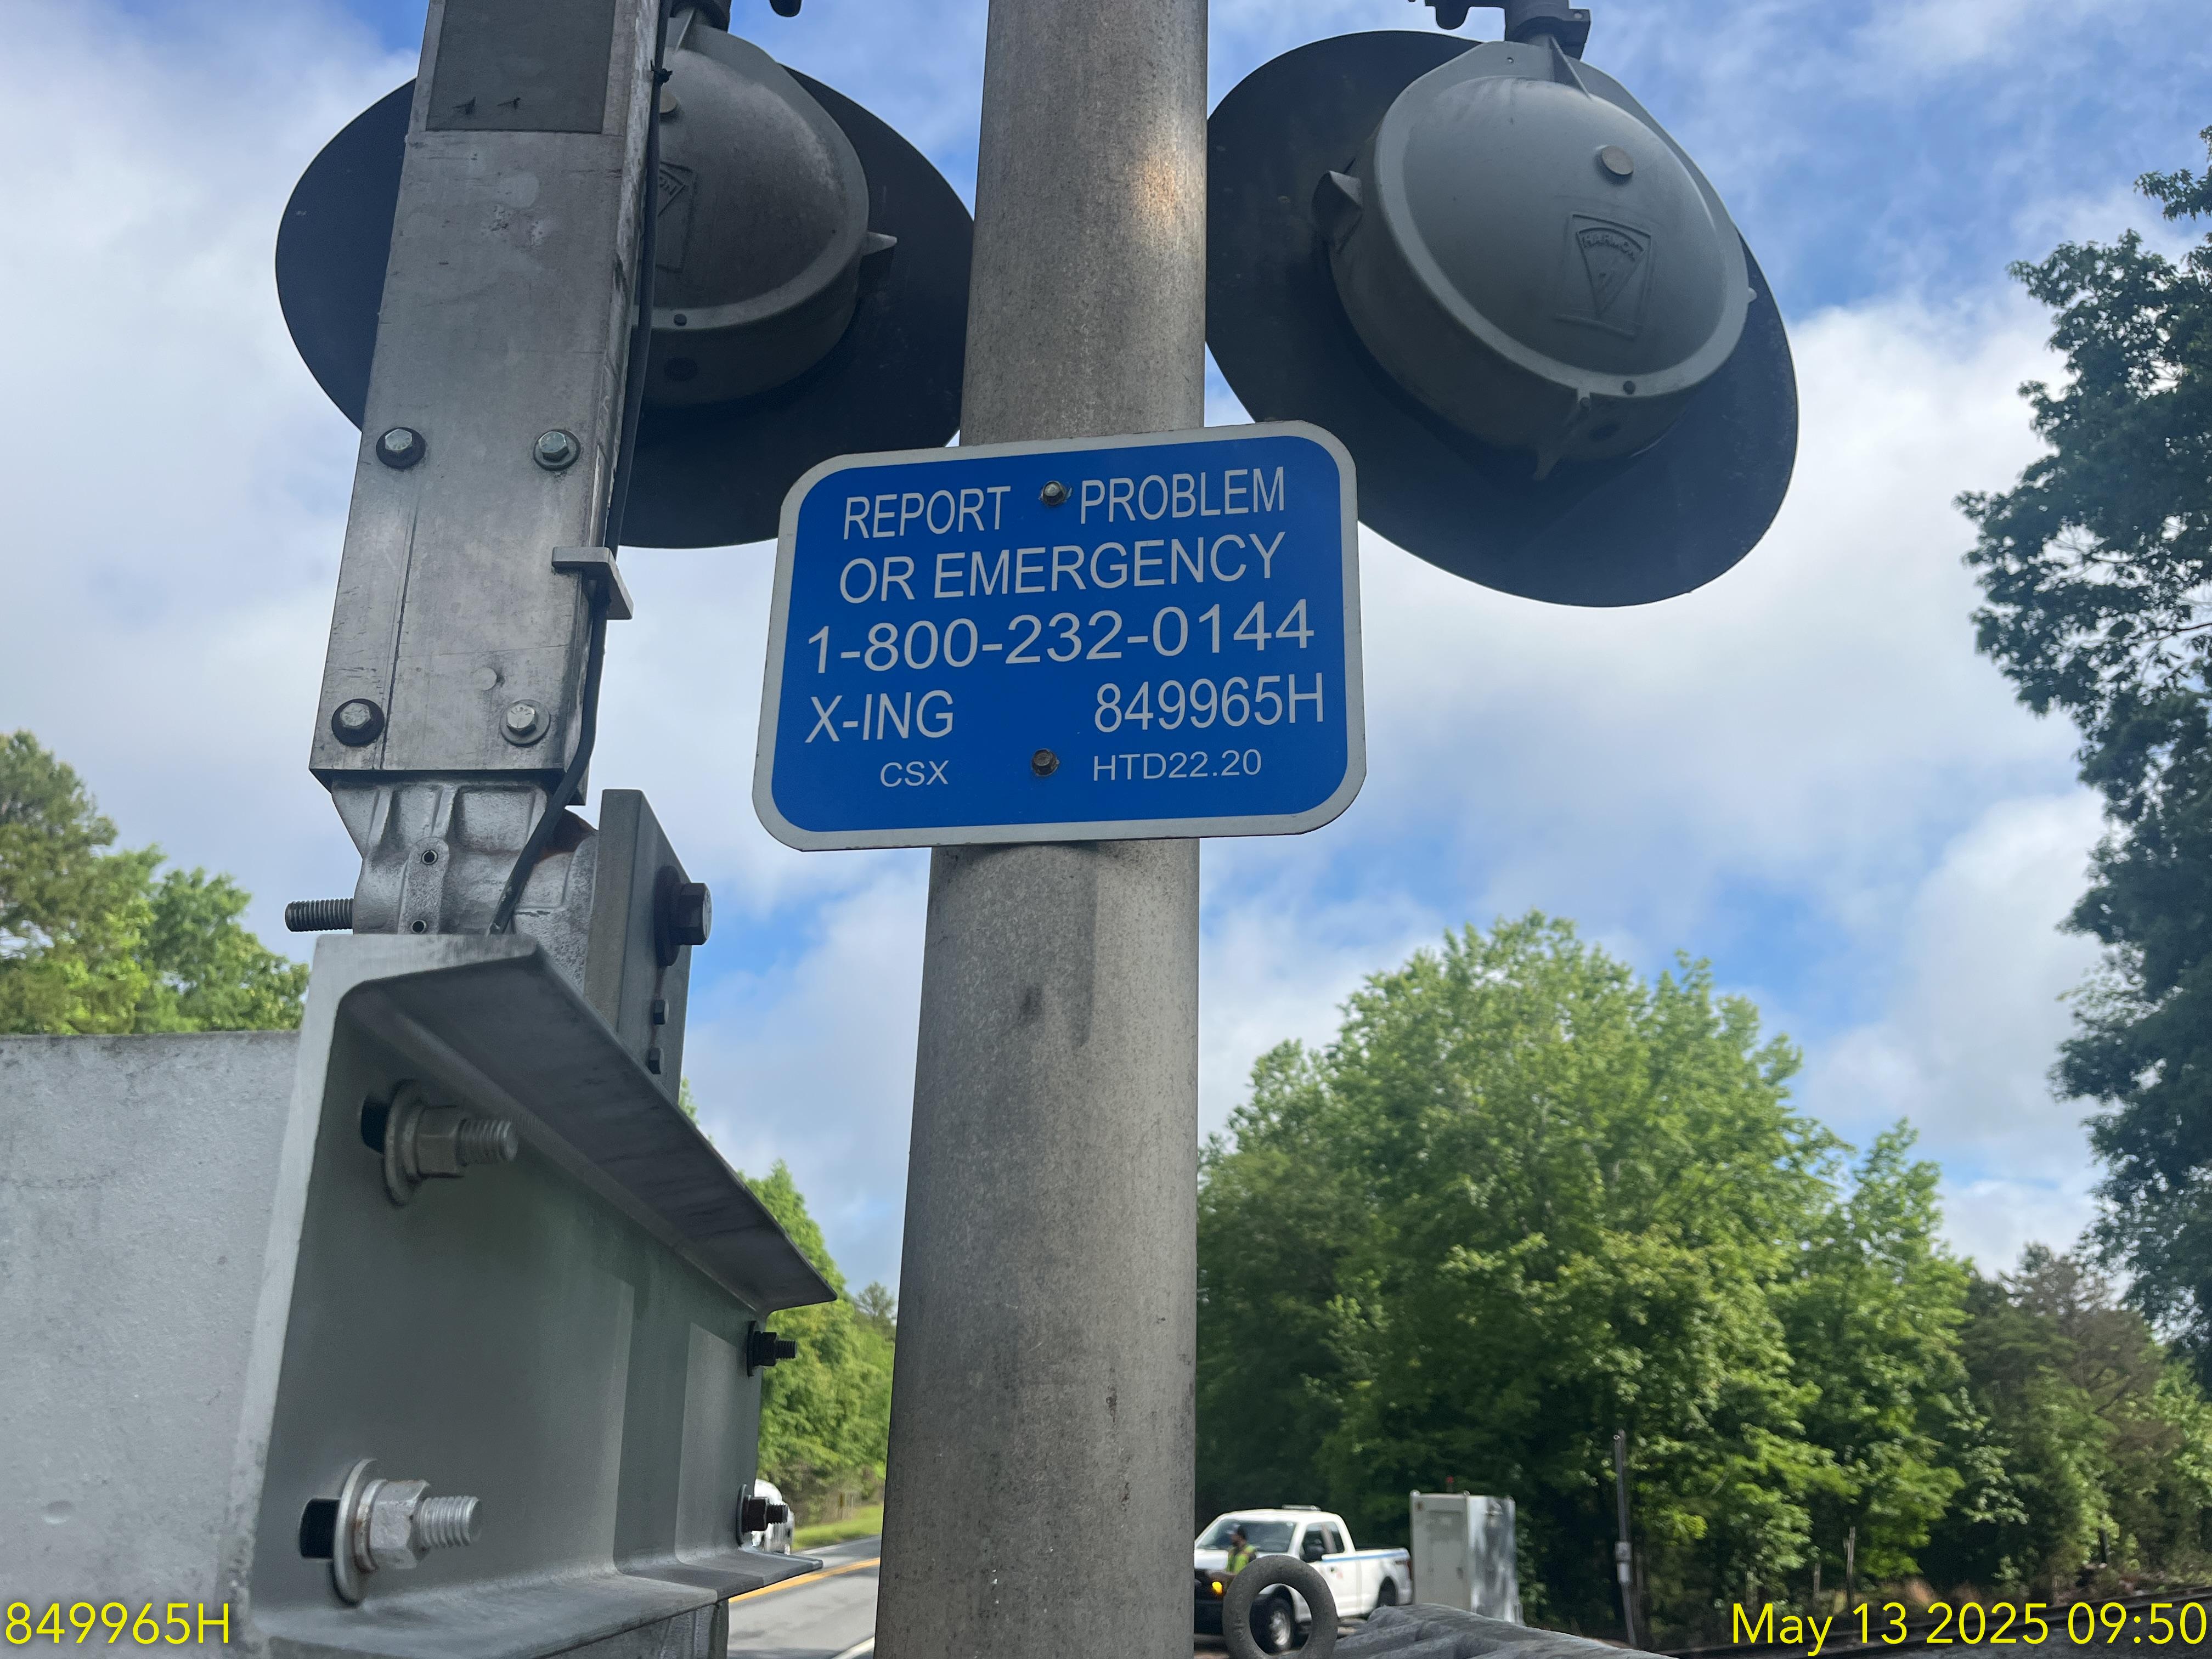 HARMON
REPORT PROBLEM
OR EMERGENCY
1-800-232-0144
X-ING 849965H
CSX HTD22.20
849965H
May 13 2025 09:50